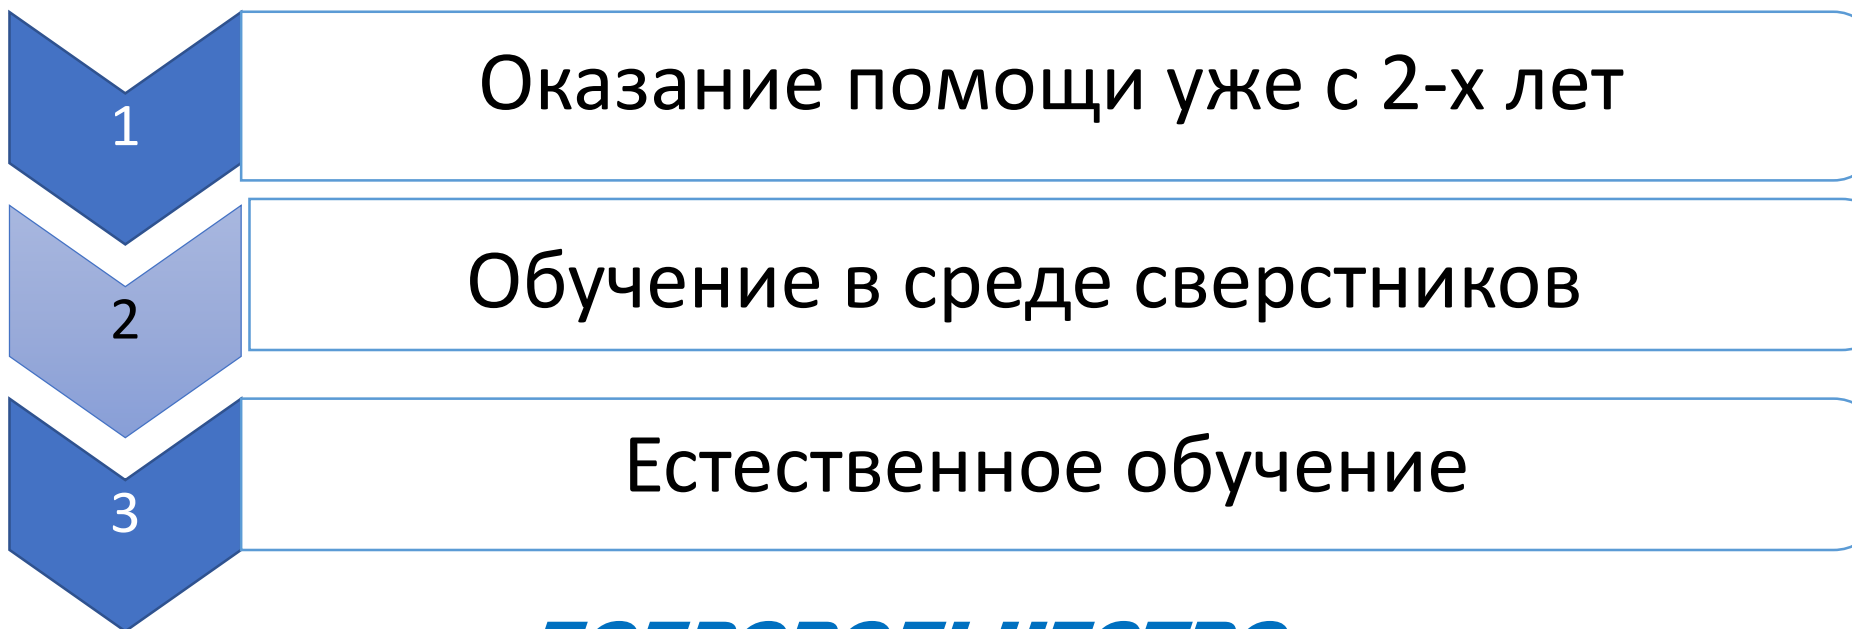 1
Оказание помощи уже с 2-х лет
2
Обучение в среде сверстников
3
Естественное обучение